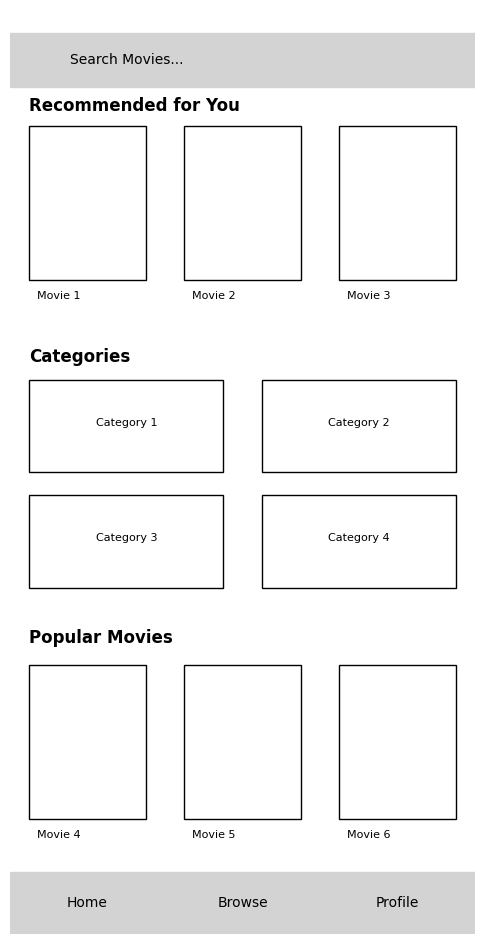 Search Movies...
Recommended for You
Movie 1
Movie 2
Movie 3
Categories
Category 1
Category 2
Category 3
Category 4
Popular Movies
Movie 4
Movie 5
Movie 6
Home
Browse
Profile